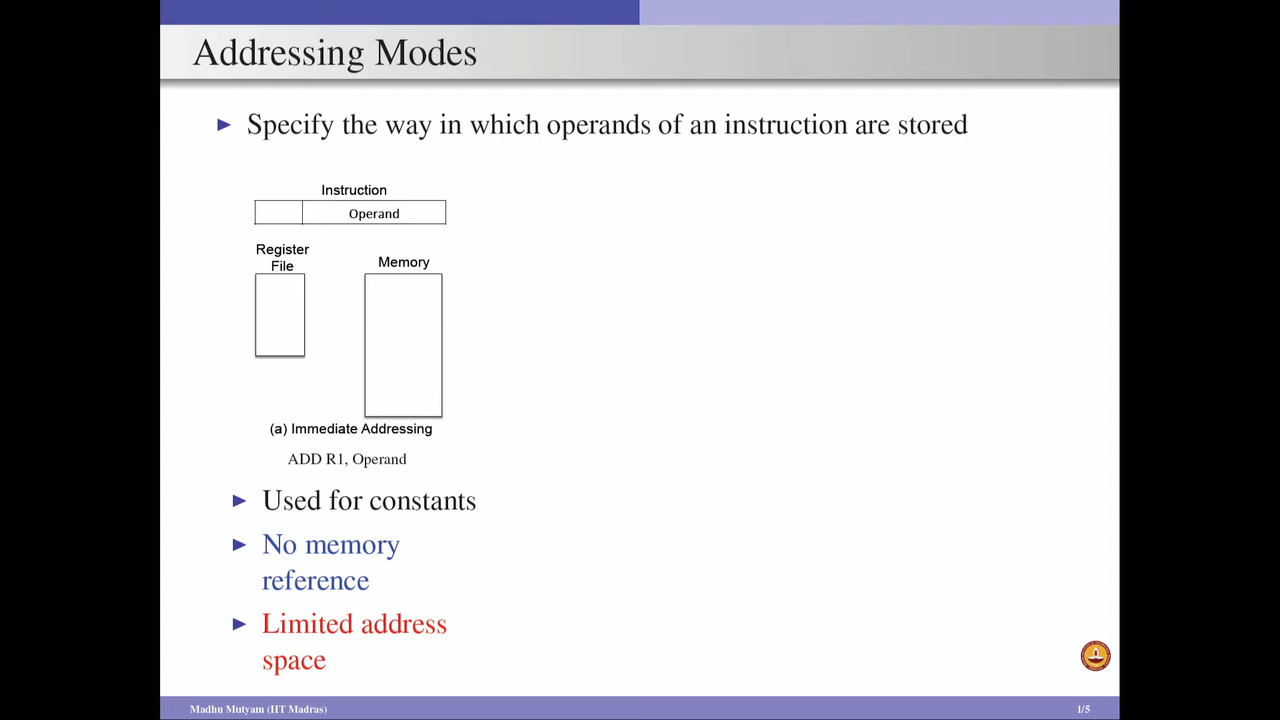 Addressing Modes
Specify the way in which operands of an instruction are stored
Instruction
Operand
Register
File
Memory
(a) Immediate Addressing
ADD R1, Operand
Used for constants
No memory
reference
Limited address
space
Madhu Mutyam (IIT Madras)
1/5